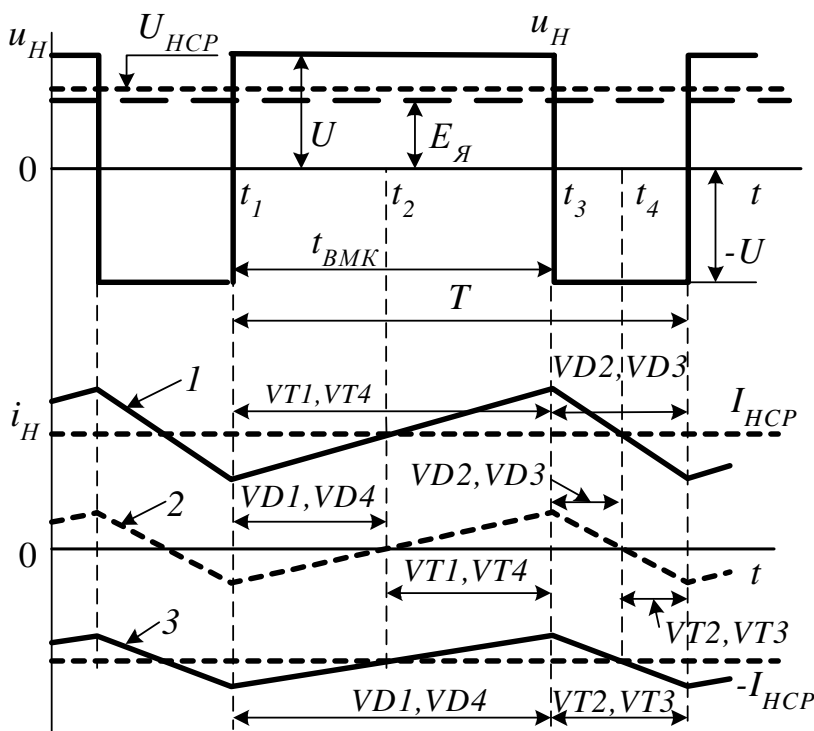 u_Н U_НСР u_Н
U E_Я
0 t_1 t_2 t_3 t_4 t
t_ВМК -U
T
1 VT1,VT4 VD2,VD3
i_Н I_НСР
VD1,VD4 VD2,VD3
2
0 t
VT1,VT4
3 VT2,VT3
-I_НСР
VD1,VD4 VT2,VT3